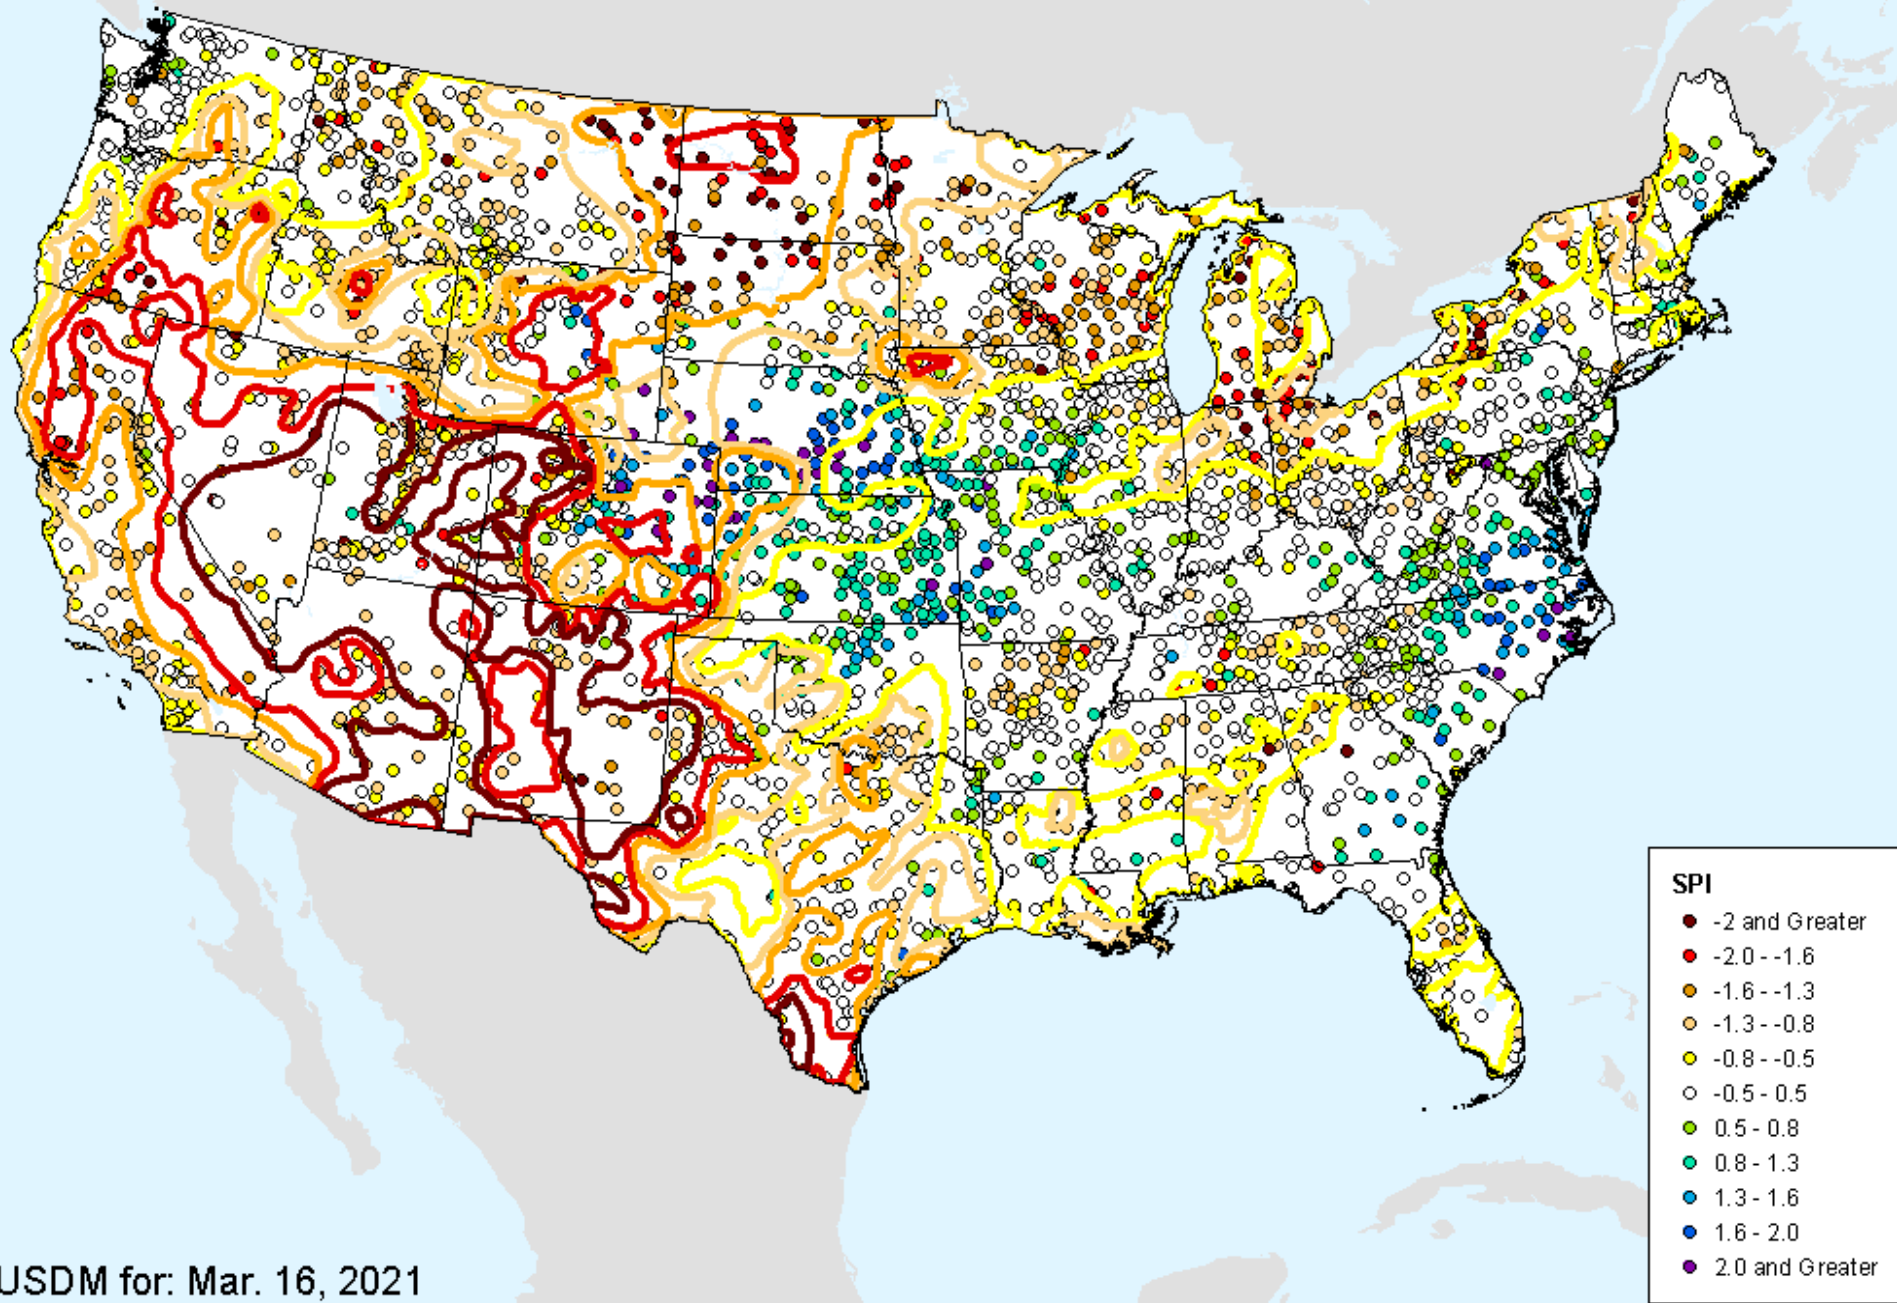 SPI
-2 and Greater
-2.0 - -1.6
-1.6 - -1.3
-1.3 - -0.8
-0.8 - -0.5
-0.5 - 0.5
0.5 - 0.8
0.8 - 1.3
1.3 - 1.6
1.6 - 2.0
2.0 and Greater
USDM for: Mar. 16, 2021